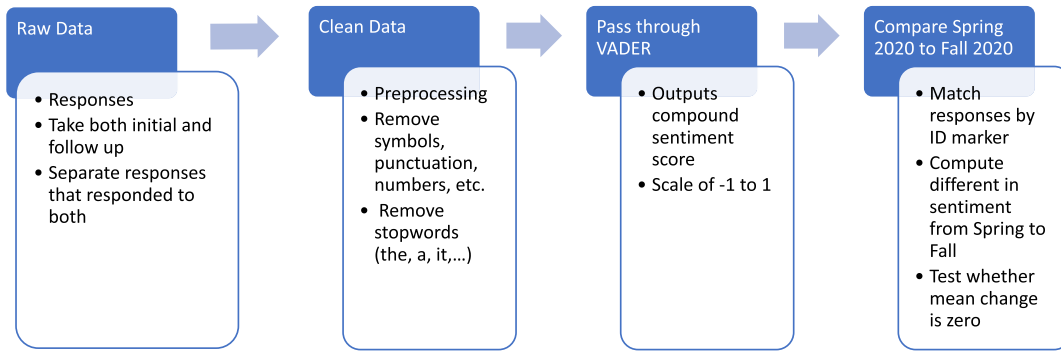 Raw Data
• Responses
• Take both initial and
follow up
• Separate responses
that responded to
both
Clean Data
• Preprocessing
• Remove
symbols,
punctuation,
numbers, etc.
• Remove
stopwords
(the, a, it,...)
Pass through
VADER
• Outputs
compound
sentiment
score
• Scale of -1 to 1
Compare Spring
2020 to Fall 2020
• Match
responses by
ID marker
• Compute
different in
sentiment
from Spring to
Fall
• Test whether
mean change
is zero